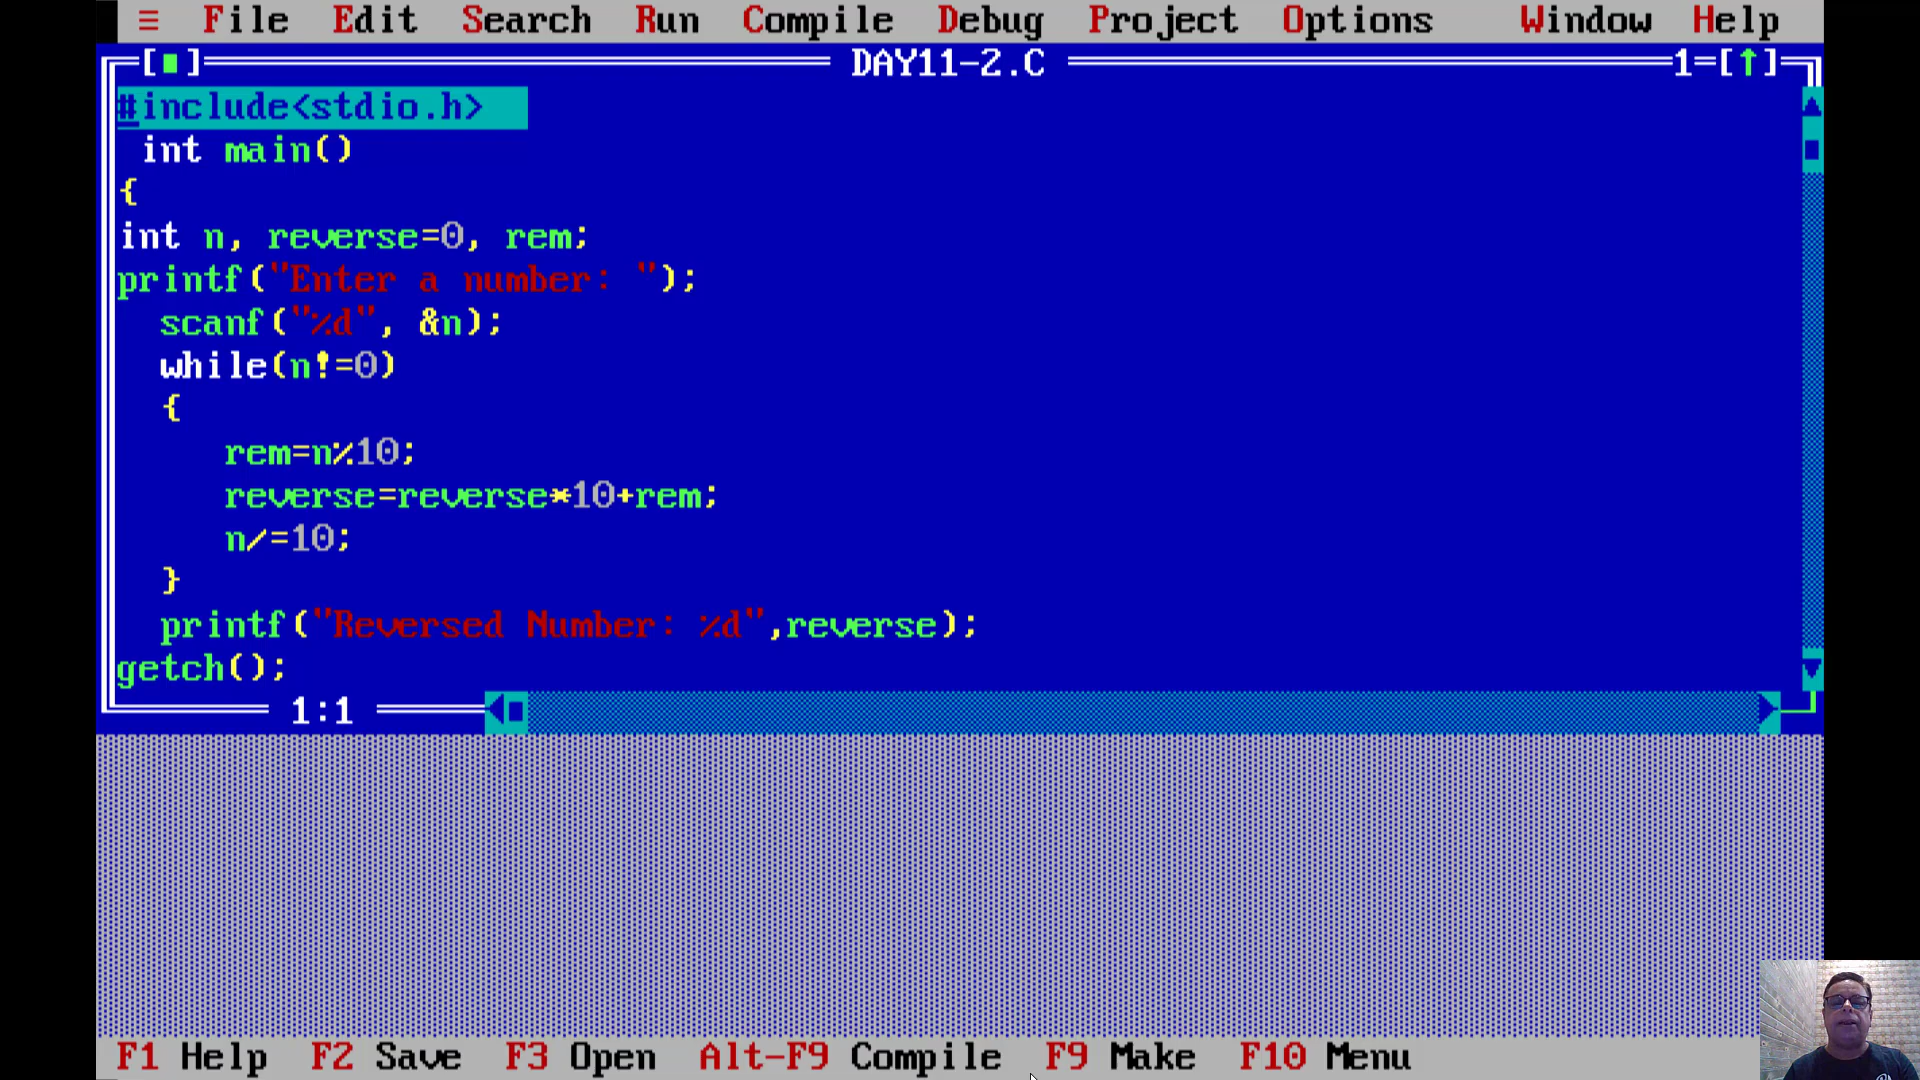 ≡ File Edit Search Run Compile Debug Project Options Window Help
[■] DAY11-2.C 1=[↑]
#include<stdio.h>
int main()
{
int n, reverse=0, rem;
printf("Enter a number: ");
scanf("%d", &n);
while(n!=0)
{
rem=n%10;
reverse=reverse*10+rem;
n/=10;
}
printf("Reversed Number: %d",reverse);
getch();
1:1
F1 Help F2 Save F3 Open Alt-F9 Compile F9 Make F10 Menu